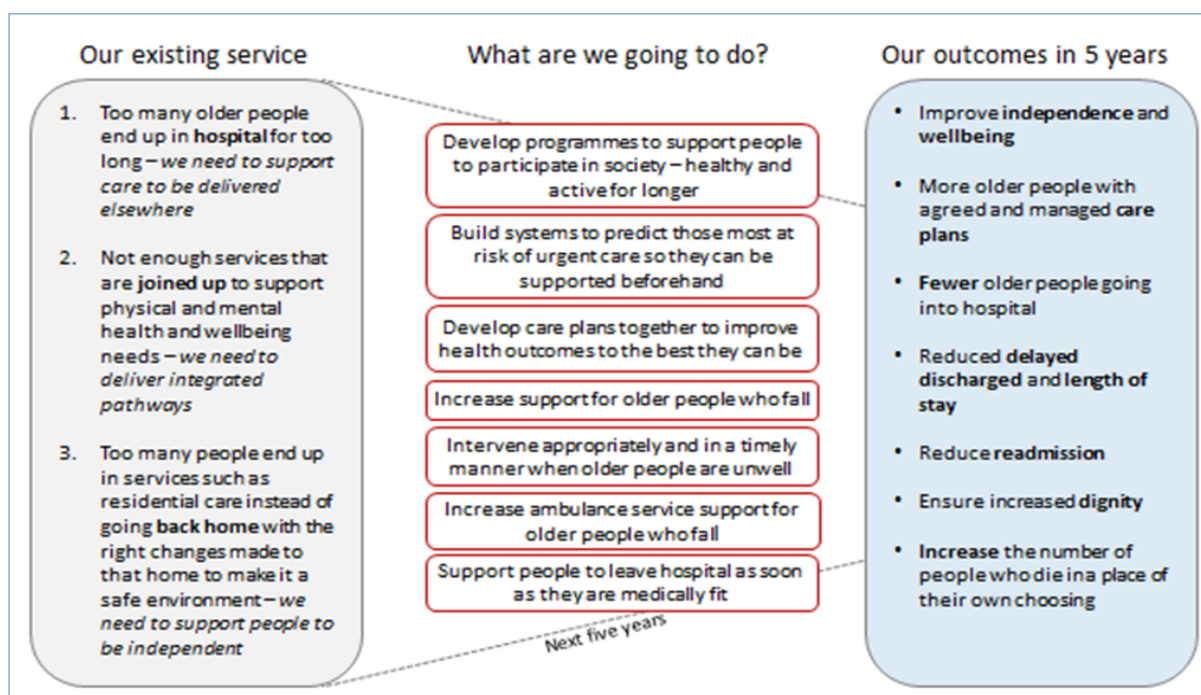 Our existing service
1. Too many older people
end up in hospital for too
long – we need to support
care to be delivered
elsewhere
2. Not enough services that
are joined up to support
physical and mental
health and wellbeing
needs – we need to
deliver integrated
pathways
3. Too many people end up
in services such as
residential care instead of
going back home with the
right changes made to
that home to make it a
safe environment – we
need to support people to
be independent
What are we going to do?
Develop programmes to support people
to participate in society – healthy and
active for longer
Build systems to predict those most at
risk of urgent care so they can be
supported beforehand
Develop care plans together to improve
health outcomes to the best they can be
Increase support for older people who fall
Intervene appropriately and in a timely
manner when older people are unwell
Increase ambulance service support for
older people who fall
Support people to leave hospital as soon
as they are medically fit
Next five years
Our outcomes in 5 years
• Improve independence and
wellbeing
• More older people with
agreed and managed care
plans
• Fewer older people going
into hospital
• Reduced delayed
discharged and length of
stay
• Reduce readmission
• Ensure increased dignity
• Increase the number of
people who die in a place of
their own choosing